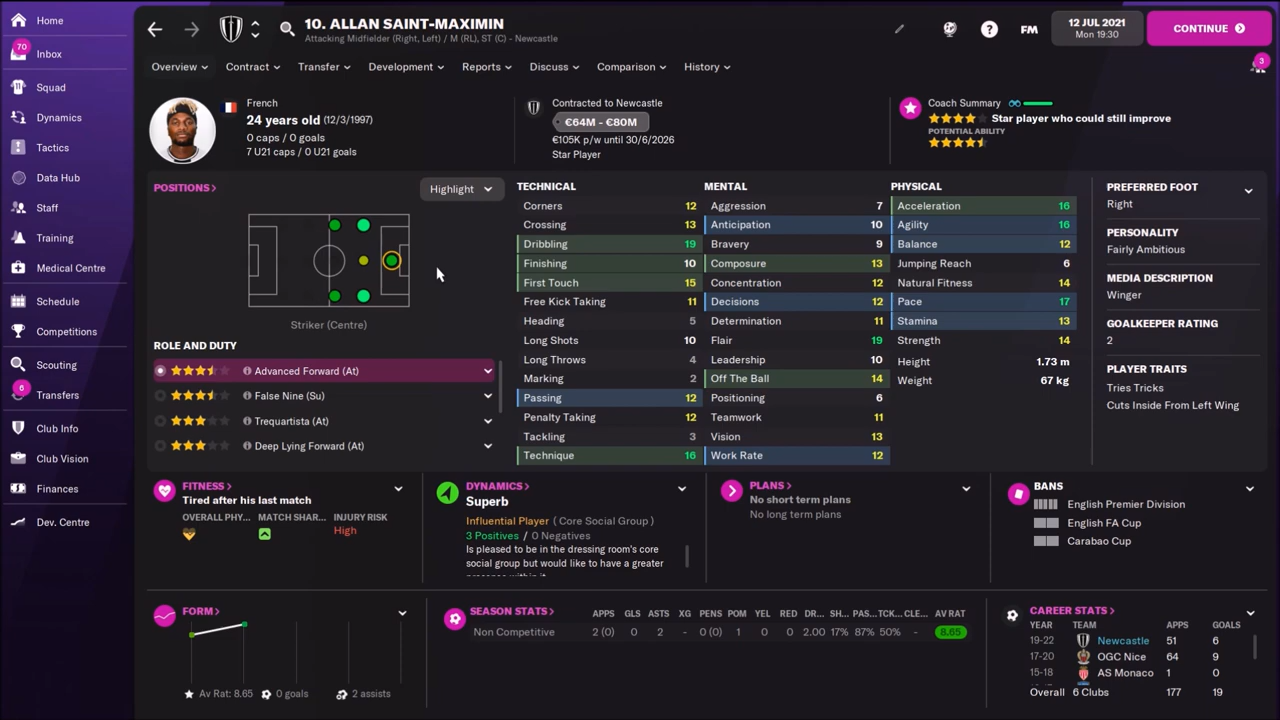 Home
70
Inbox
Squad
Dynamics
Tactics
Data Hub
Staff
Training
Medical Centre
Schedule
Competitions
Scouting
6
Transfers
Club Info
Club Vision
Finances
Dev. Centre
10. ALLAN SAINT-MAXIMIN
Attacking Midfielder (Right, Left) / M (RL), ST (C) - Newcastle
?
FM
12 JUL 2021
Mon 19:30
CONTINUE
3
Overview
Contract
Transfer
Development
Reports
Discuss
Comparison
History
French
24 years old (12/3/1997)
0 caps / 0 goals
7 U21 caps / 0 U21 goals
Contracted to Newcastle
€64M - €80M
€105K p/w until 30/6/2026
Star Player
Coach Summary
Star player who could still improve
POTENTIAL ABILITY
POSITIONS>
Highlight
Striker (Centre)
ROLE AND DUTY
Advanced Forward (At)
False Nine (Su)
Trequartista (At)
Deep Lying Forward (At)
TECHNICAL
Corners 12
Crossing 13
Dribbling 19
Finishing 10
First Touch 15
Free Kick Taking 11
Heading 5
Long Shots 10
Long Throws 4
Marking 2
Passing 12
Penalty Taking 12
Tackling 3
Technique 16
MENTAL
Aggression 7
Anticipation 10
Bravery 9
Composure 13
Concentration 12
Decisions 12
Determination 11
Flair 19
Leadership 10
Off The Ball 14
Positioning 6
Teamwork 11
Vision 13
Work Rate 12
PHYSICAL
Acceleration 16
Agility 16
Balance 12
Jumping Reach 6
Natural Fitness 14
Pace 17
Stamina 13
Strength 14
Height 1.73 m
Weight 67 kg
PREFERRED FOOT
Right
PERSONALITY
Fairly Ambitious
MEDIA DESCRIPTION
Winger
GOALKEEPER RATING
2
PLAYER TRAITS
Tries Tricks
Cuts Inside From Left Wing
FITNESS>
Tired after his last match
OVERALL PHY... MATCH SHAR... INJURY RISK
High
DYNAMICS>
Superb
Influential Player ( Core Social Group )
3 Positives / 0 Negatives
Is pleased to be in the dressing room's core
social group but would like to have a greater
PLANS>
No short term plans
No long term plans
BANS
English Premier Division
English FA Cup
Carabao Cup
FORM>
Av Rat: 8.65 0 goals 2 assists
SEASON STATS>
APPS GLS ASTS XG PENS POM YEL RED DR... SH... PAS... TCK... CLE... AV RAT
Non Competitive 2 (0) 0 2 - 0 (0) 1 0 0 2.00 17% 87% 50% - 8.65
CAREER STATS>
YEAR TEAM APPS GOALS
19-22 Newcastle 51 6
17-20 OGC Nice 64 9
15-18 AS Monaco 1 0
Overall 6 Clubs 177 19